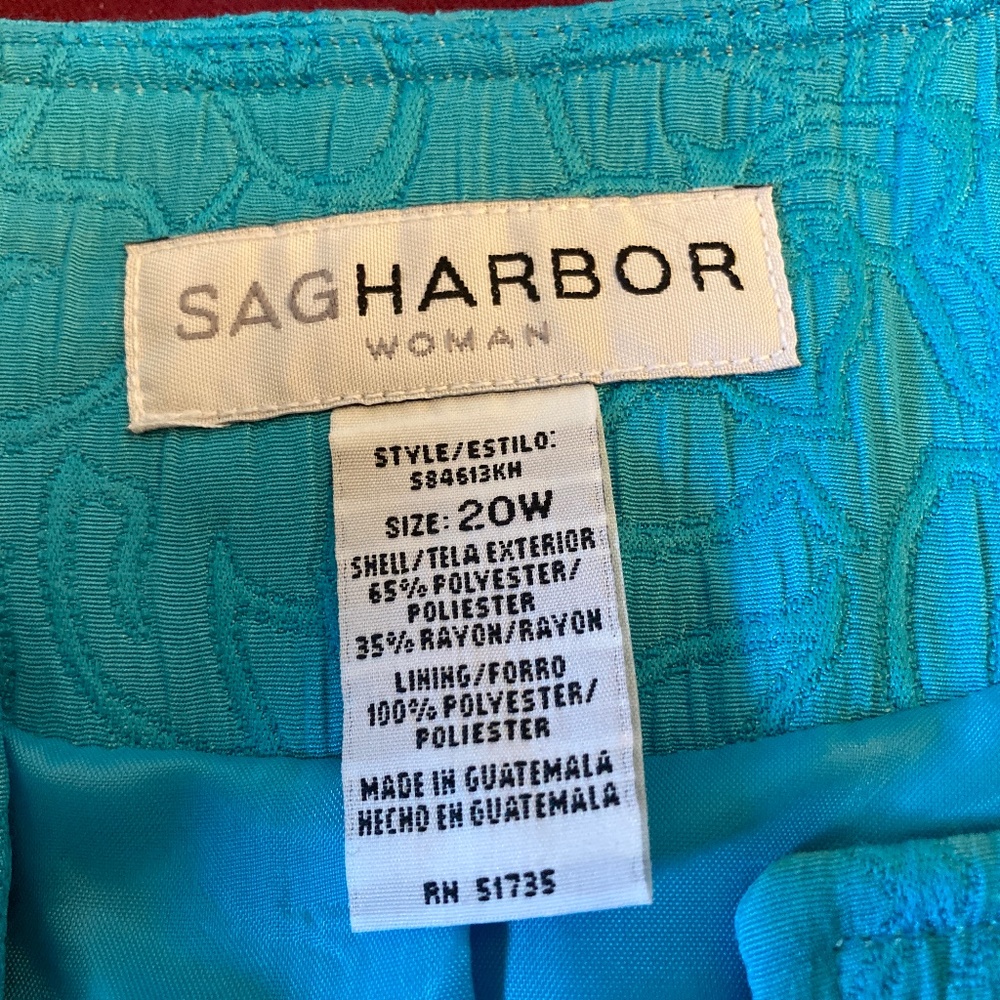 SAGHARBOR
WOMAN
STYLE/ESTILO:
S84613KH
SIZE: 20W
SHELL/TELA EXTERIOR
65% POLYESTER/
POLIESTER
35% RAYON/RAYON
LINING/FORRO
100% POLYESTER/
POLIESTER
MADE IN GUATEMALA
HECHO EN GUATEMALA
RN 51735